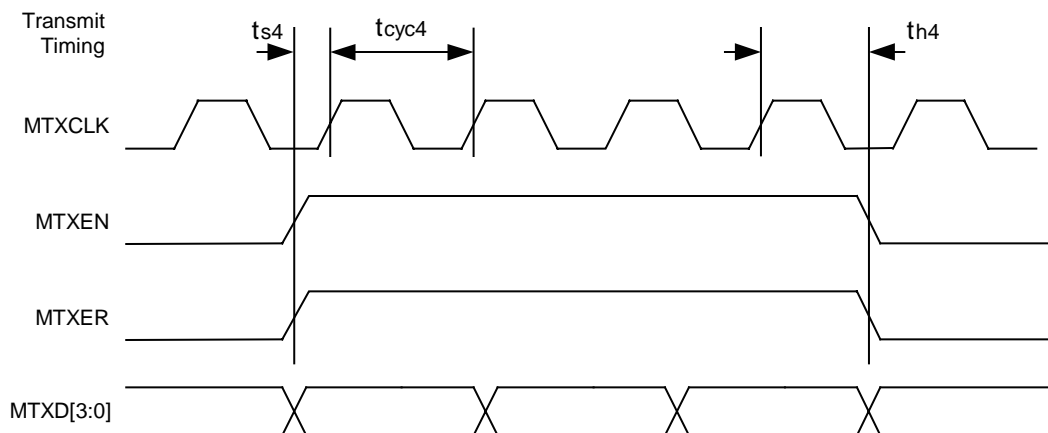 Transmit
Timing
ts4
tcyc4
th4
MTXCLK
MTXEN
MTXER
MTXD[3:0]